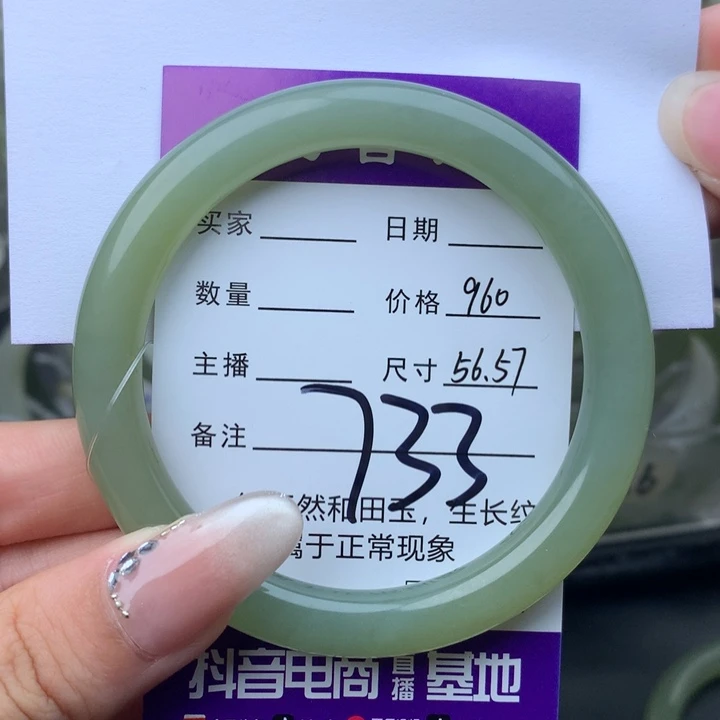 买家 日期
数量 价格 960
主播 尺寸 56.57
备注 733
然和田玉，生长纹
属于正常现象
抖音电商直播基地